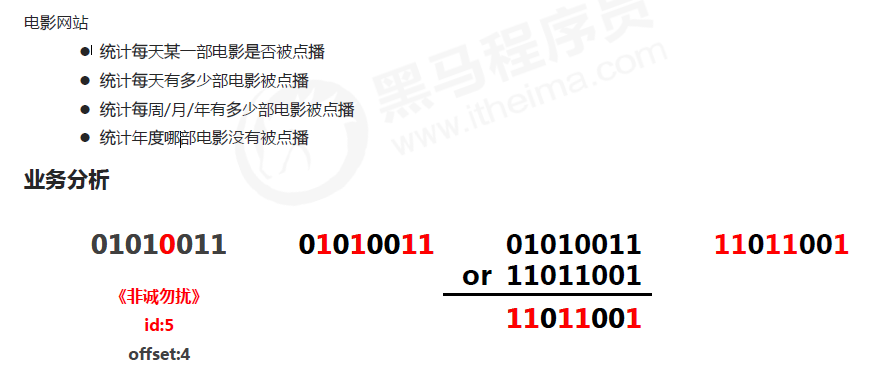 电影网站
● 统计每天某一部电影是否被点播
● 统计每天有多少部电影被点播
● 统计每周/月/年有多少部电影被点播
● 统计年度哪部电影没有被点播
黑马程序员
www.itheima.com
业务分析
01010011 01010011 01010011 11011001
or 11011001
《非诚勿扰》
11011001
id:5
offset:4